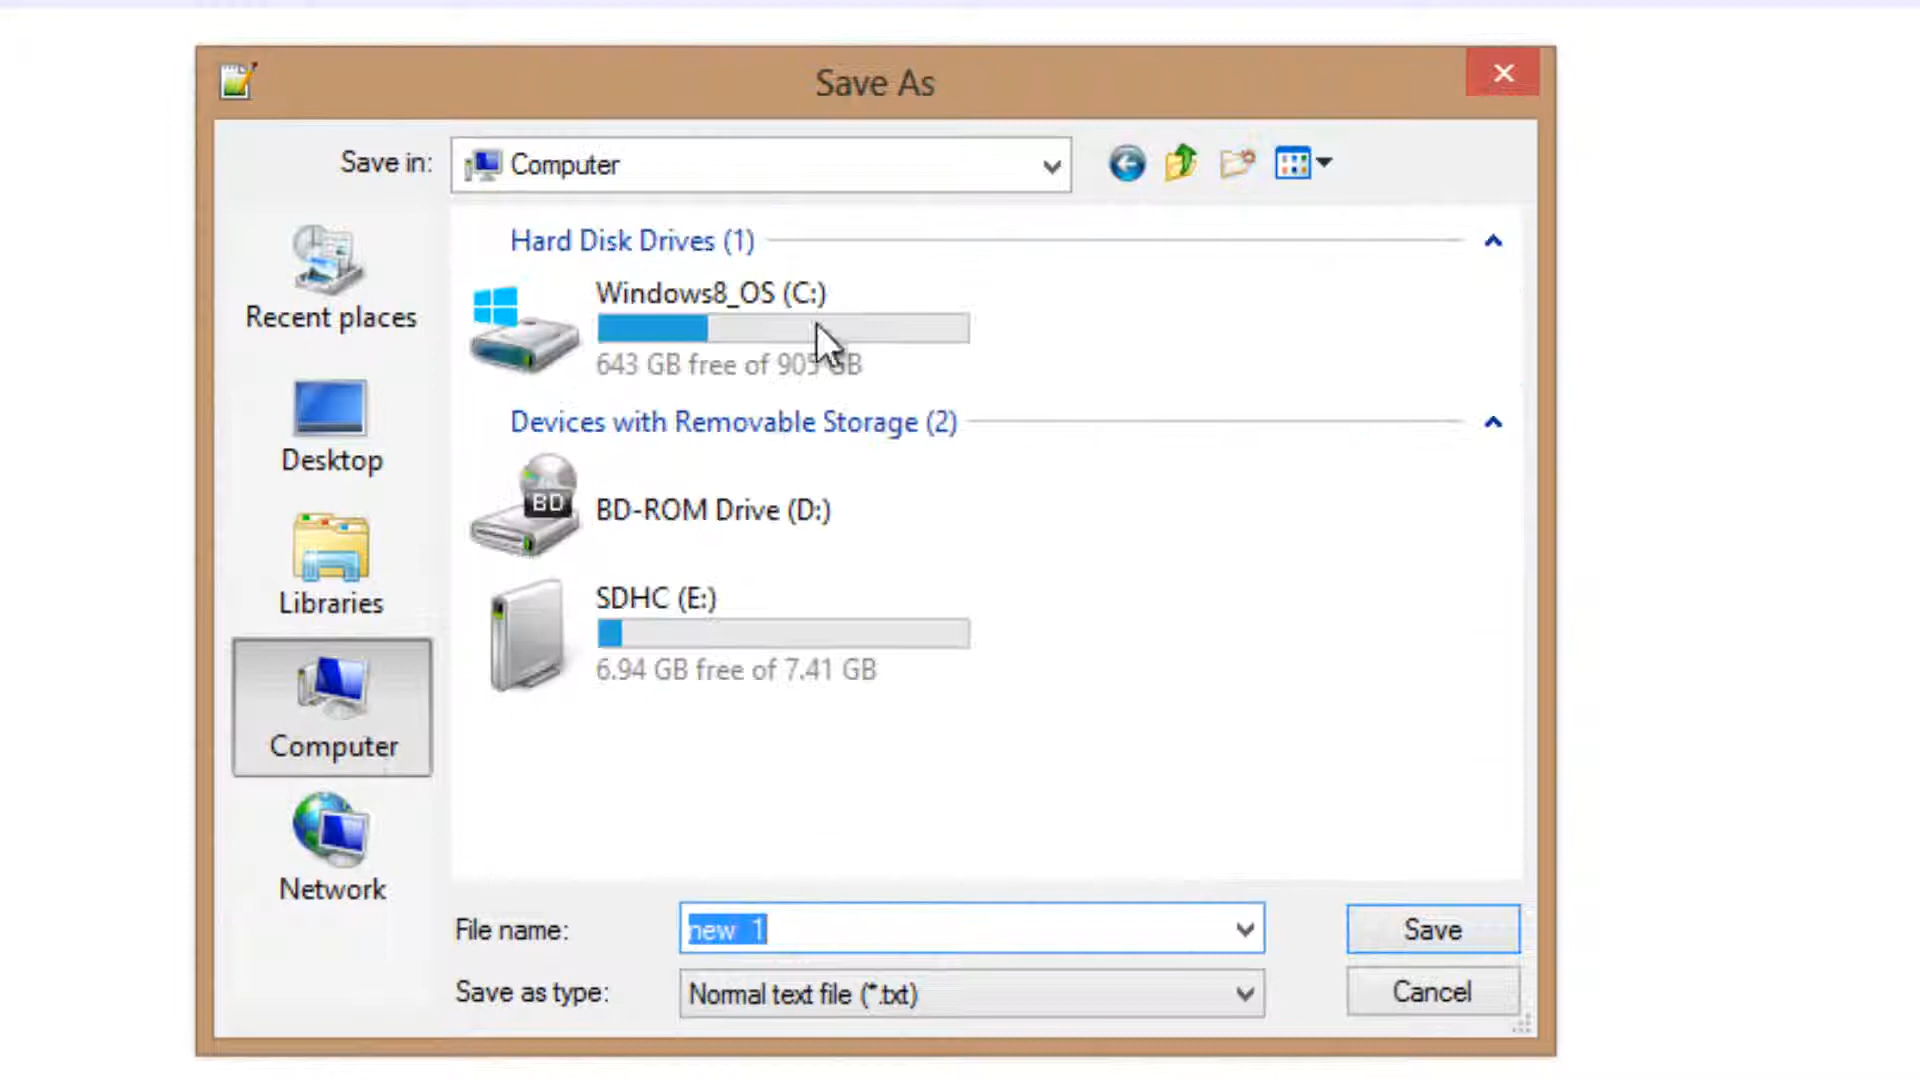 Save As
Save in:
Computer
Recent places
Desktop
Libraries
Computer
Network
Hard Disk Drives (1)
Windows8_OS (C:)
643 GB free of 905 GB
Devices with Removable Storage (2)
BD
BD-ROM Drive (D:)
SDHC (E:)
6.94 GB free of 7.41 GB
File name:
new 1
Save
Save as type:
Normal text file (*.txt)
Cancel